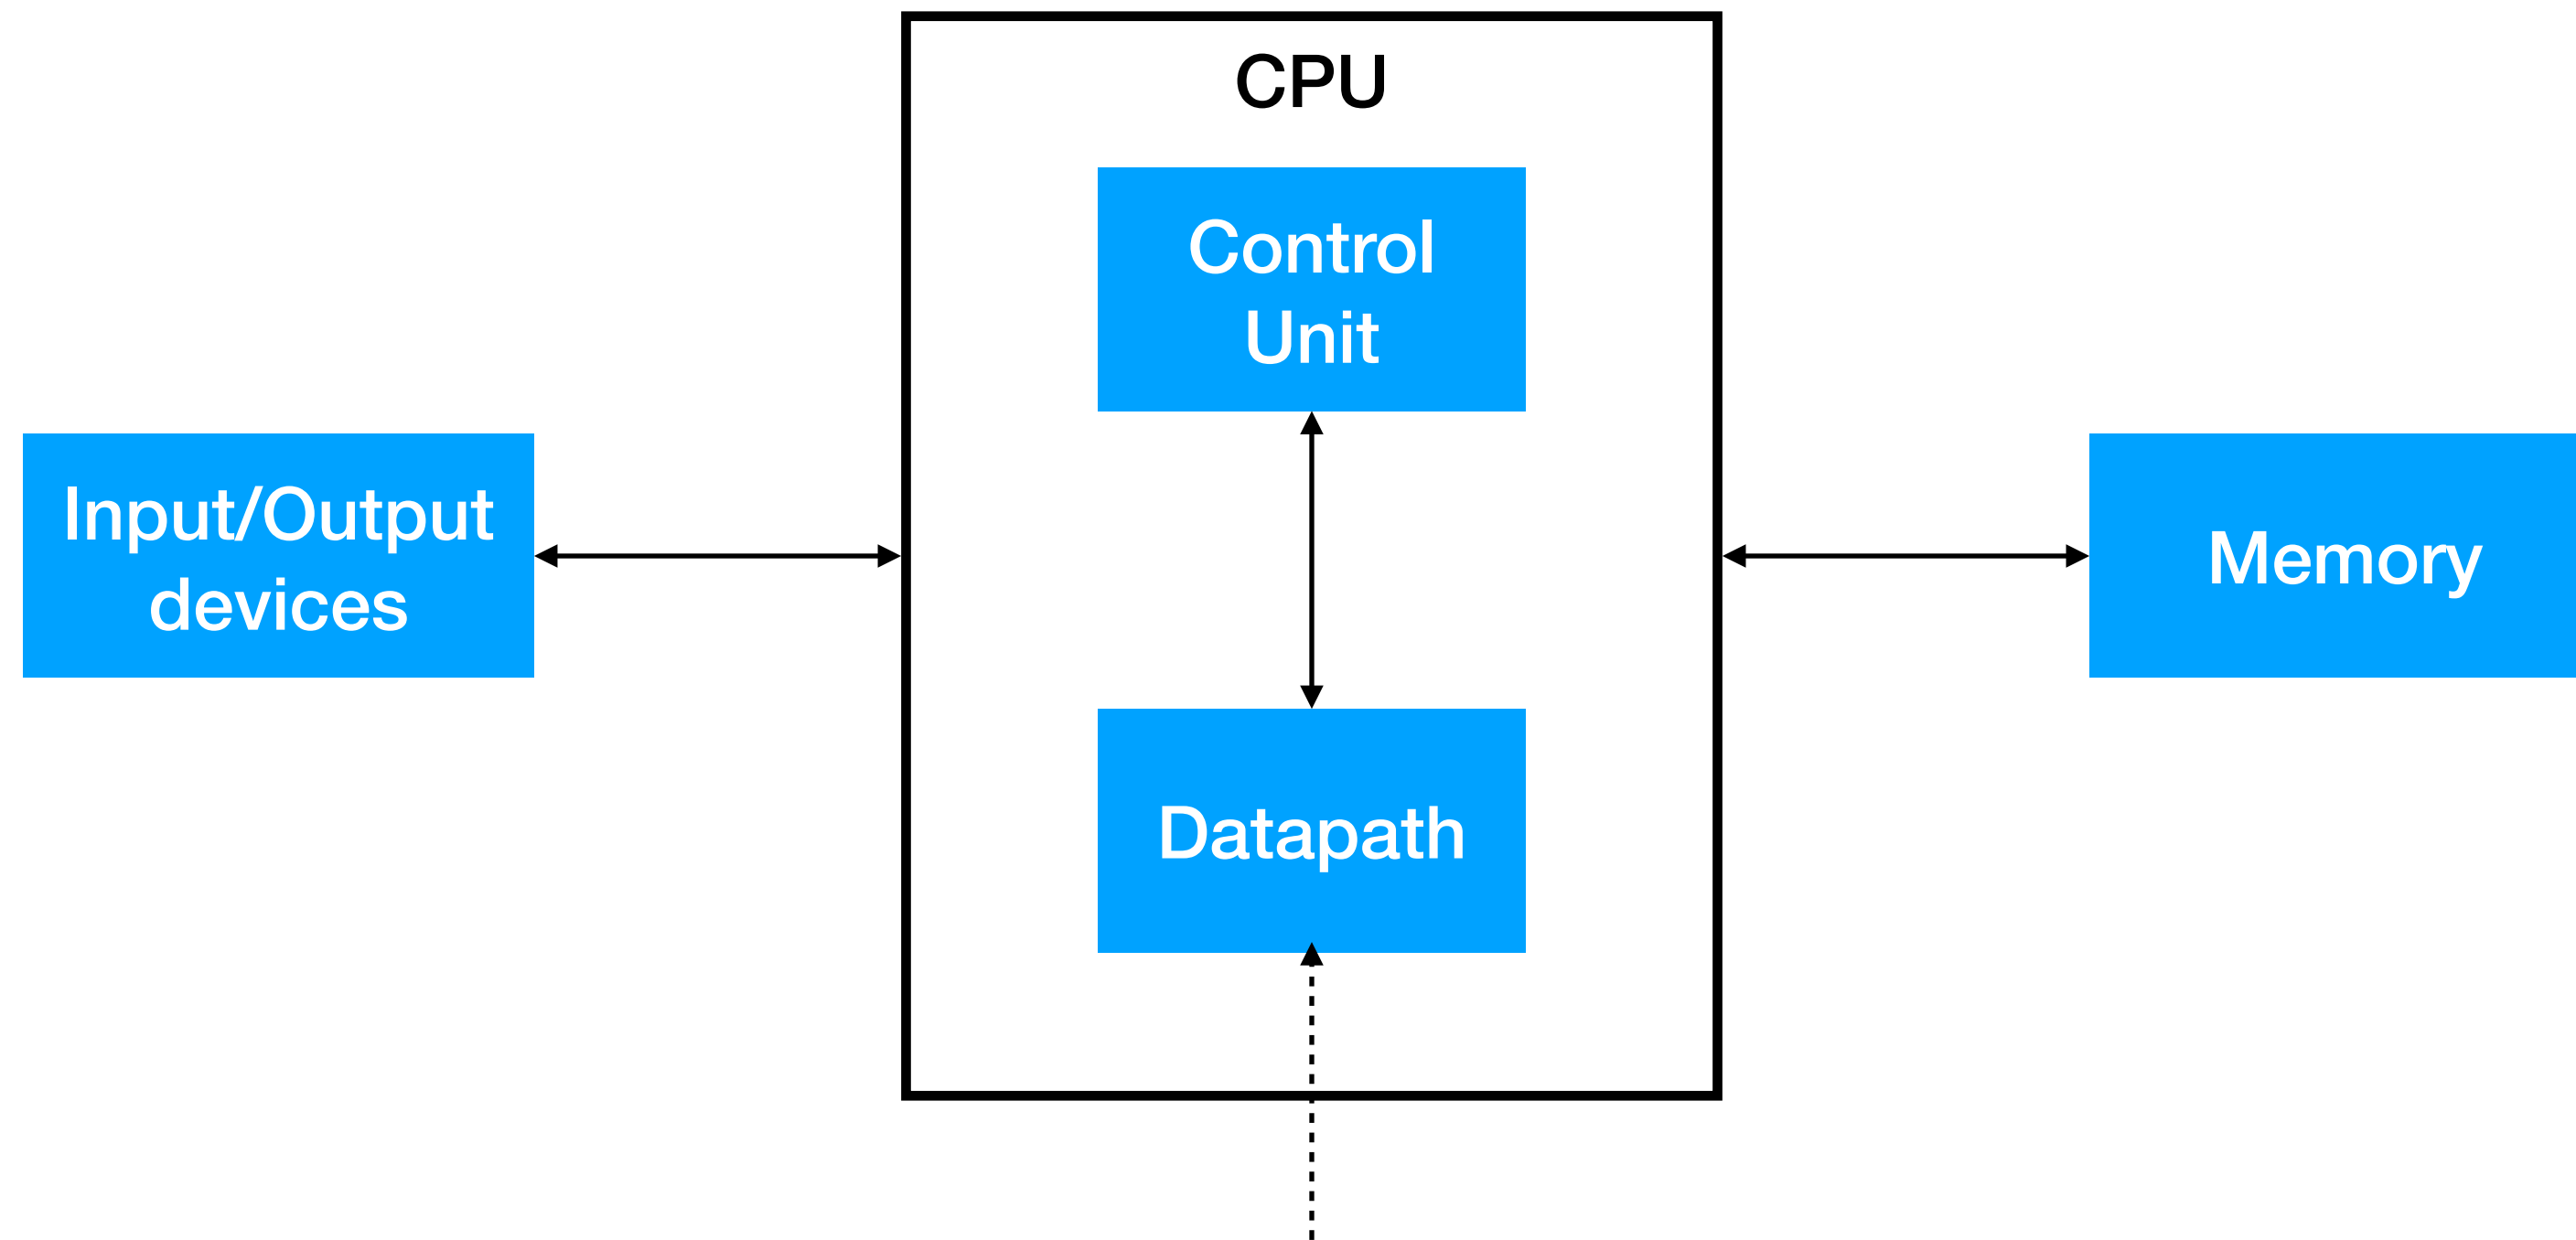 CPU
Control
Unit
Input/Output
devices
Memory
Datapath